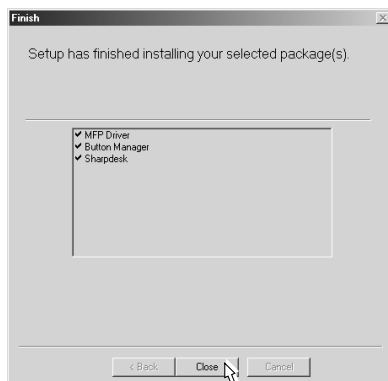 Finish
Setup has finished installing your selected package(s).
MFP Driver
Button Manager
Sharpdesk
< Back
Close
Cancel